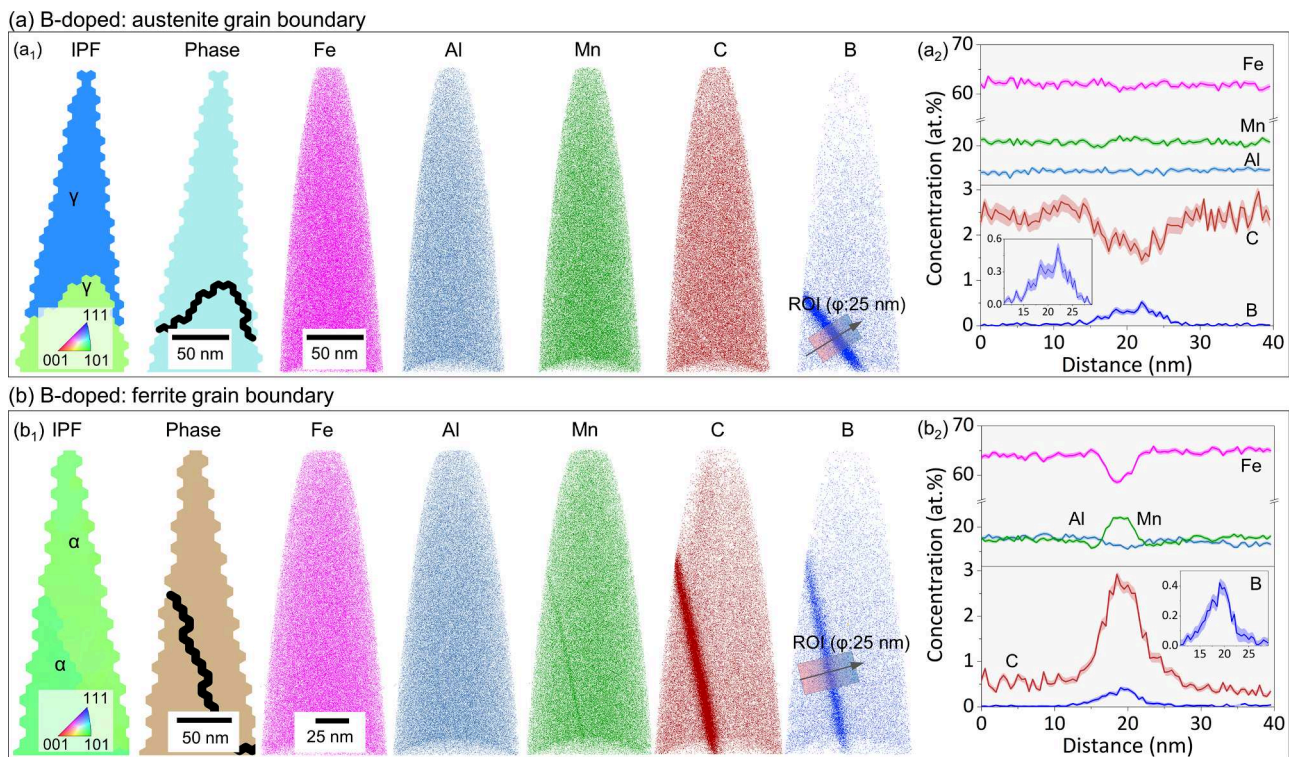 (a) B-doped: austenite grain boundary
(a₁) IPF Phase Fe Al Mn C B
γ
γ
111
001 101
50 nm
50 nm
ROI (φ:25 nm)
(a₂)
Concentration (at.%)
70
60
20
3
2
1
0
Fe
Mn
Al
C
B
0.6
0.3
0.0
15 20 25
0 10 20 30 40
Distance (nm)
(b) B-doped: ferrite grain boundary
(b₁) IPF Phase Fe Al Mn C B
α
α
111
001 101
50 nm
25 nm
ROI (φ:25 nm)
(b₂)
Concentration (at.%)
70
60
20
3
2
1
0
Fe
Al Mn
C
B
0.4
0.2
0.0
15 20 25
B
0 10 20 30 40
Distance (nm)